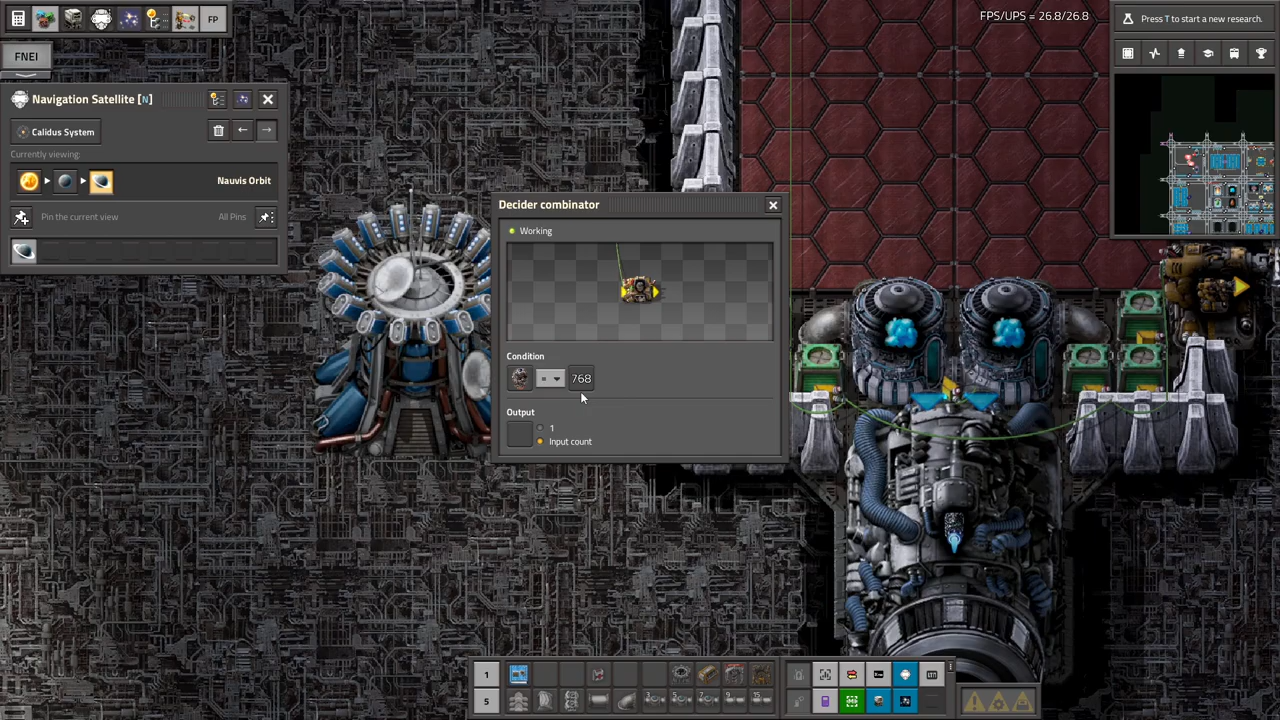 FP
FPS/UPS = 26.8/26.8
Press T to start a new research.
FNEI
Navigation Satellite [N]
Calidus System
Currently viewing:
Nauvis Orbit
Pin the current view
All Pins
Decider combinator
Working
Condition
=
768
Output
1
Input count
1
5